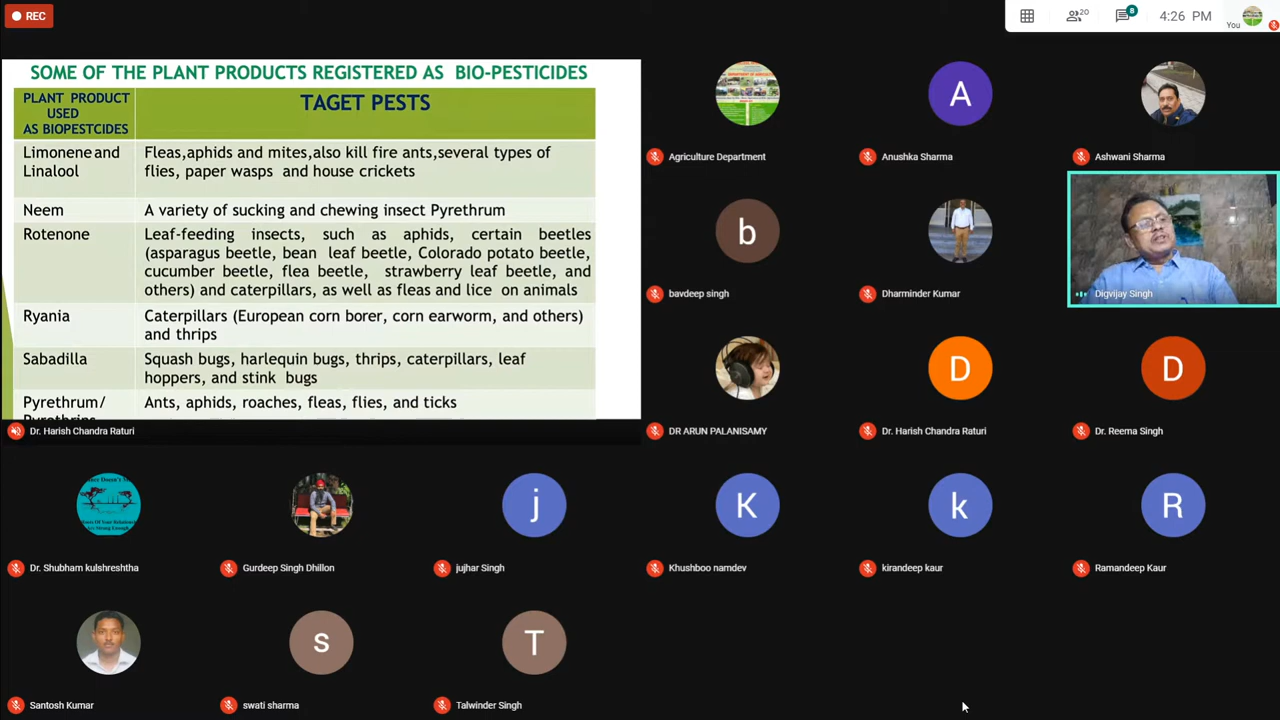 REC
20
8
4:26 PM
You
SOME OF THE PLANT PRODUCTS REGISTERED AS BIO-PESTICIDES
PLANT PRODUCT
USED
AS BIOPESTCIDES
TAGET PESTS
Limonene and
Linalool
Fleas,aphids and mites,also kill fire ants,several types of
flies, paper wasps and house crickets
Neem
A variety of sucking and chewing insect Pyrethrum
Rotenone
Leaf-feeding insects, such as aphids, certain beetles
(asparagus beetle, bean leaf beetle, Colorado potato beetle,
cucumber beetle, flea beetle, strawberry leaf beetle, and
others) and caterpillars, as well as fleas and lice on animals
Ryania
Caterpillars (European corn borer, corn earworm, and others)
and thrips
Sabadilla
Squash bugs, harlequin bugs, thrips, caterpillars, leaf
hoppers, and stink bugs
Pyrethrum/
Pyrethrins
Ants, aphids, roaches, fleas, flies, and ticks
Dr. Harish Chandra Raturi
Agriculture Department
A
Anushka Sharma
Ashwani Sharma
b
bavdeep singh
Dharminder Kumar
Digvijay Singh
DR ARUN PALANISAMY
D
Dr. Harish Chandra Raturi
D
Dr. Reema Singh
Dr. Shubham kulshreshtha
Gurdeep Singh Dhillon
j
jujhar Singh
K
Khushboo namdev
k
kirandeep kaur
R
Ramandeep Kaur
Santosh Kumar
s
swati sharma
T
Talwinder Singh